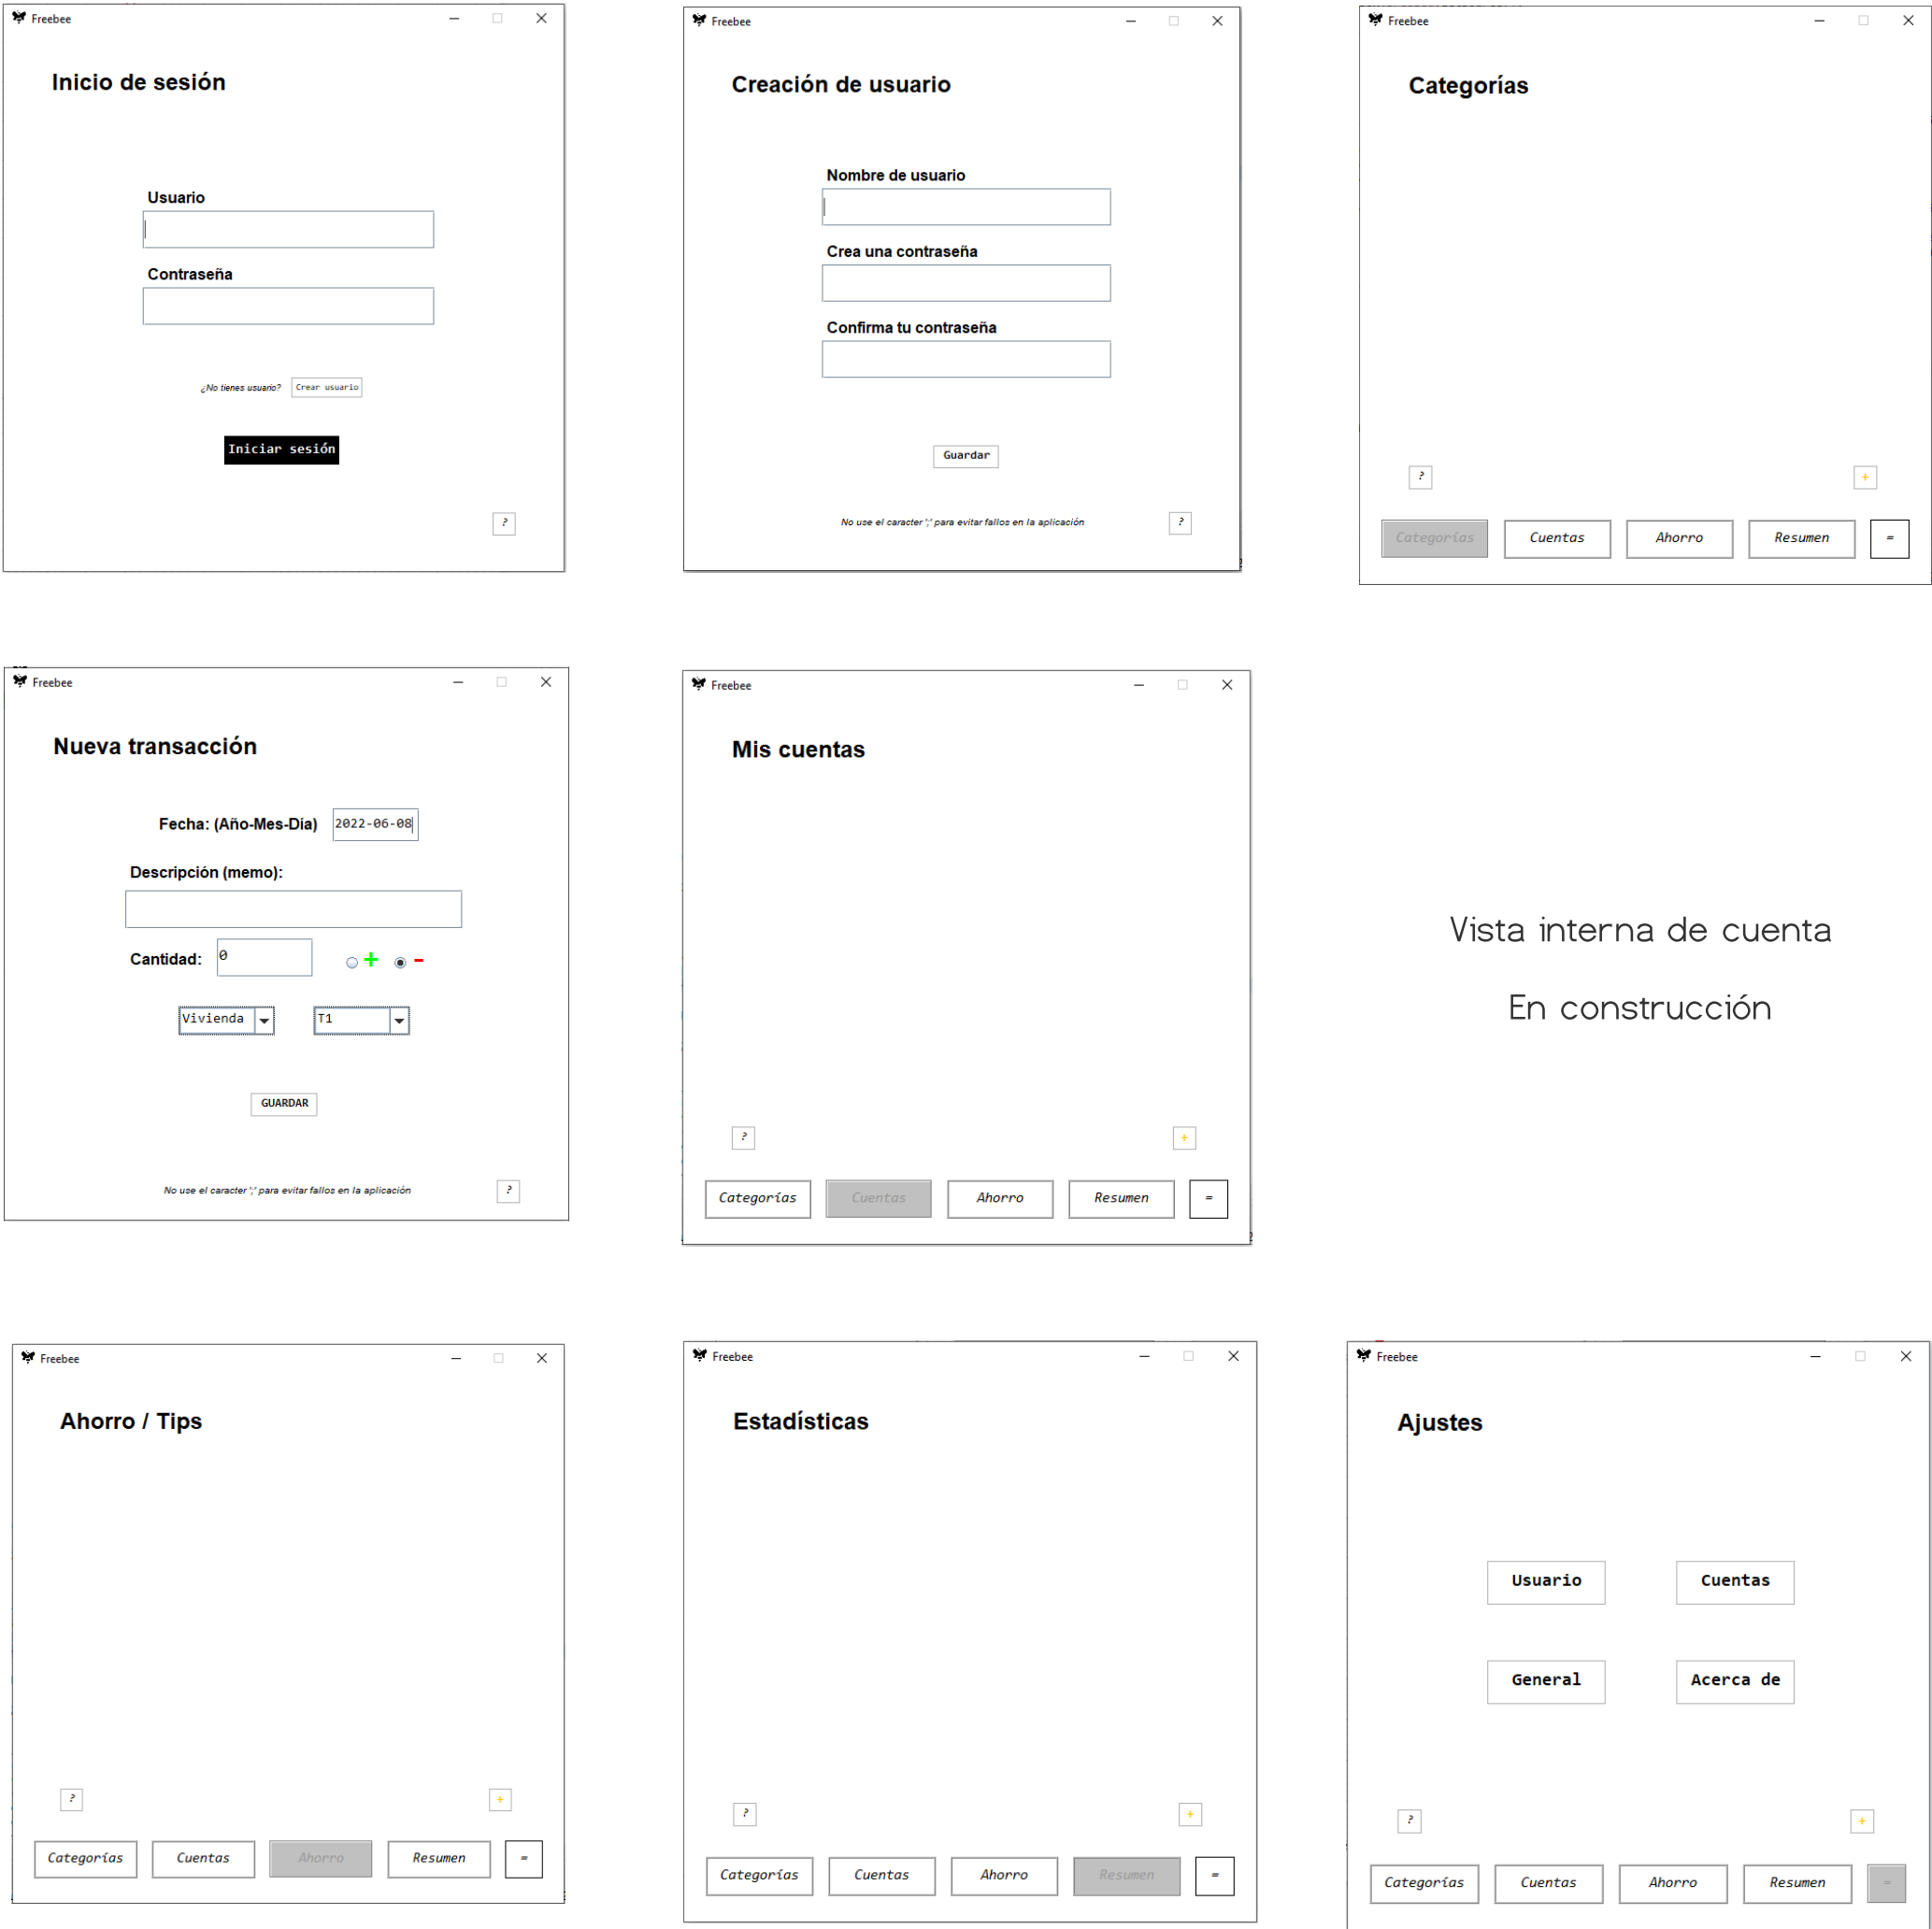 Freebee
Inicio de sesión
Usuario
Contraseña
¿No tienes usuario? Crear usuario
Iniciar sesión
?
Freebee
Creación de usuario
Nombre de usuario
Crea una contraseña
Confirma tu contraseña
Guardar
No use el caracter ';' para evitar fallos en la aplicación ?
Freebee
Categorías
? +
Categorías Cuentas Ahorro Resumen =
Freebee
Nueva transacción
Fecha: (Año-Mes-Dia) 2022-06-08
Descripción (memo):
Cantidad: 0 + -
Vivienda T1
GUARDAR
No use el caracter ';' para evitar fallos en la aplicación ?
Freebee
Mis cuentas
? +
Categorías Cuentas Ahorro Resumen =
Vista interna de cuenta
En construcción
Freebee
Ahorro / Tips
? +
Categorías Cuentas Ahorro Resumen =
Freebee
Estadísticas
? +
Categorías Cuentas Ahorro Resumen =
Freebee
Ajustes
Usuario Cuentas
General Acerca de
? +
Categorías Cuentas Ahorro Resumen =